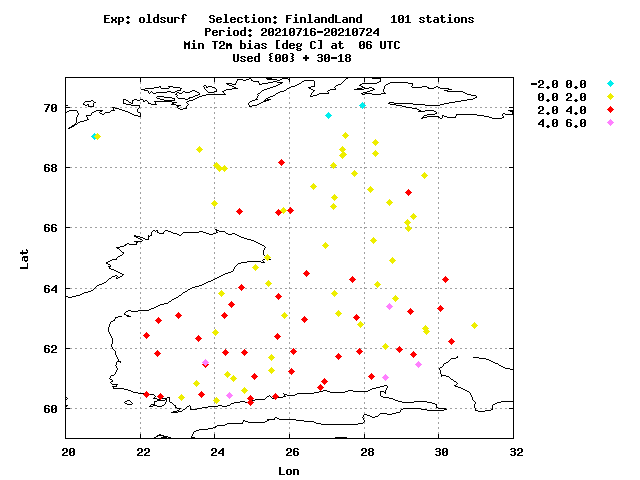 Exp: oldsurf   Selection: FinlandLand    101 stations
Period: 20210716-20210724
Min T2m bias [deg C] at  06 UTC
Used {00} + 30-18
-2.0 0.0
0.0 2.0
2.0 4.0
4.0 6.0
70
68
66
64
62
60
Lat
20 22 24 26 28 30 32
Lon